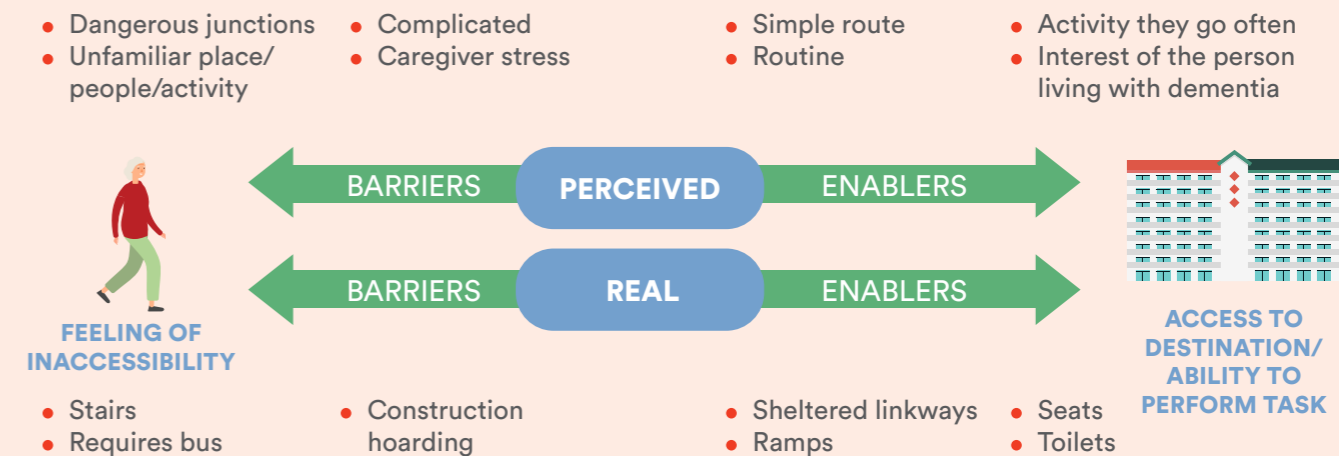 Dangerous junctions
Unfamiliar place/
people/activity
Complicated
Caregiver stress
Simple route
Routine
Activity they go often
Interest of the person
living with dementia
BARRIERS
PERCEIVED
ENABLERS
BARRIERS
REAL
ENABLERS
FEELING OF
INACCESSIBILITY
ACCESS TO
DESTINATION/
ABILITY TO
PERFORM TASK
Stairs
Requires bus
Construction
hoarding
Sheltered linkways
Ramps
Seats
Toilets